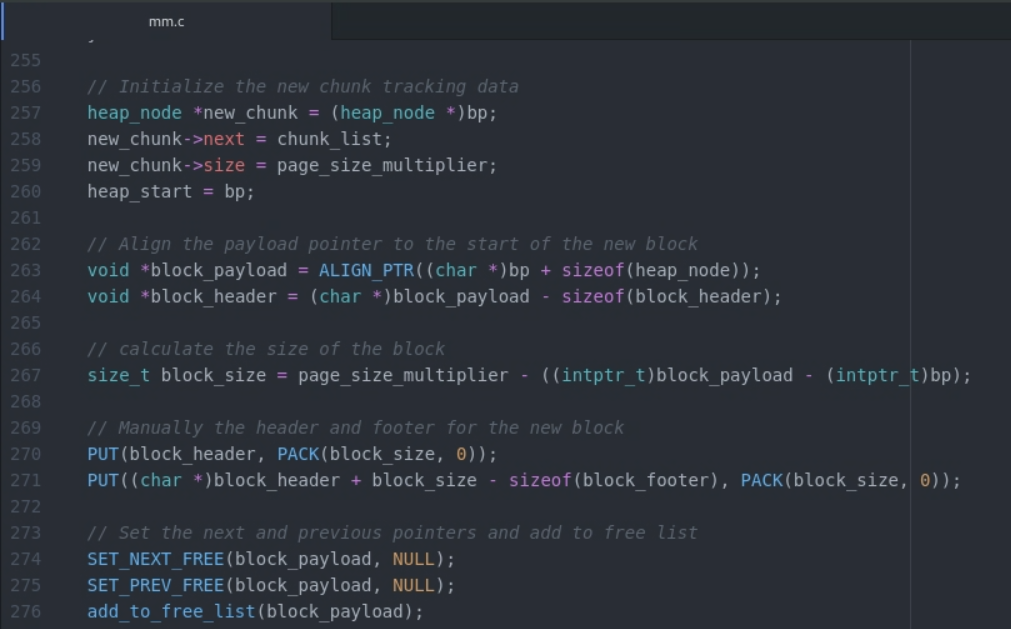 mm.c
255
256 // Initialize the new chunk tracking data
257 heap_node *new_chunk = (heap_node *)bp;
258 new_chunk->next = chunk_list;
259 new_chunk->size = page_size_multiplier;
260 heap_start = bp;
261
262 // Align the payload pointer to the start of the new block
263 void *block_payload = ALIGN_PTR((char *)bp + sizeof(heap_node));
264 void *block_header = (char *)block_payload - sizeof(block_header);
265
266 // calculate the size of the block
267 size_t block_size = page_size_multiplier - ((intptr_t)block_payload - (intptr_t)bp);
268
269 // Manually the header and footer for the new block
270 PUT(block_header, PACK(block_size, 0));
271 PUT((char *)block_header + block_size - sizeof(block_footer), PACK(block_size, 0));
272
273 // Set the next and previous pointers and add to free list
274 SET_NEXT_FREE(block_payload, NULL);
275 SET_PREV_FREE(block_payload, NULL);
276 add_to_free_list(block_payload);